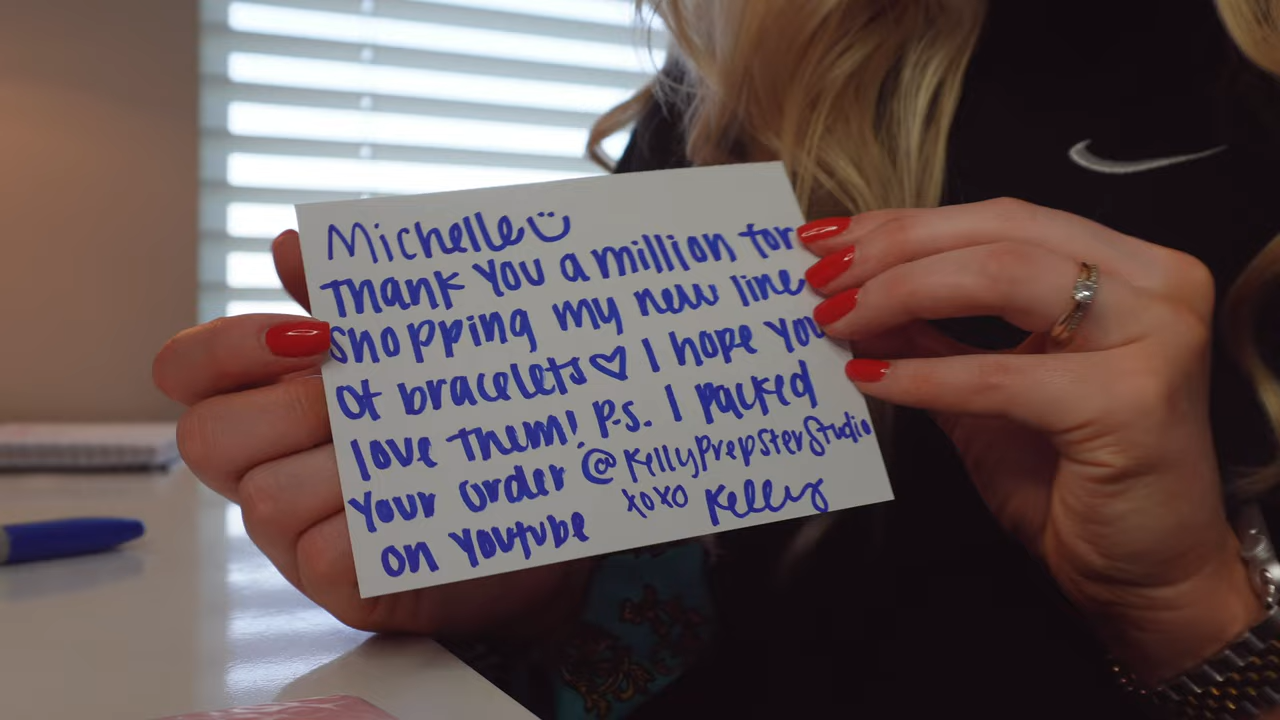 Michelle
Thank you a million for
shopping my new line
of bracelets♡ I hope you
love them! P.S. I packed
your order @KellyPrepsterStudio
on Youtube xoxo Kelly